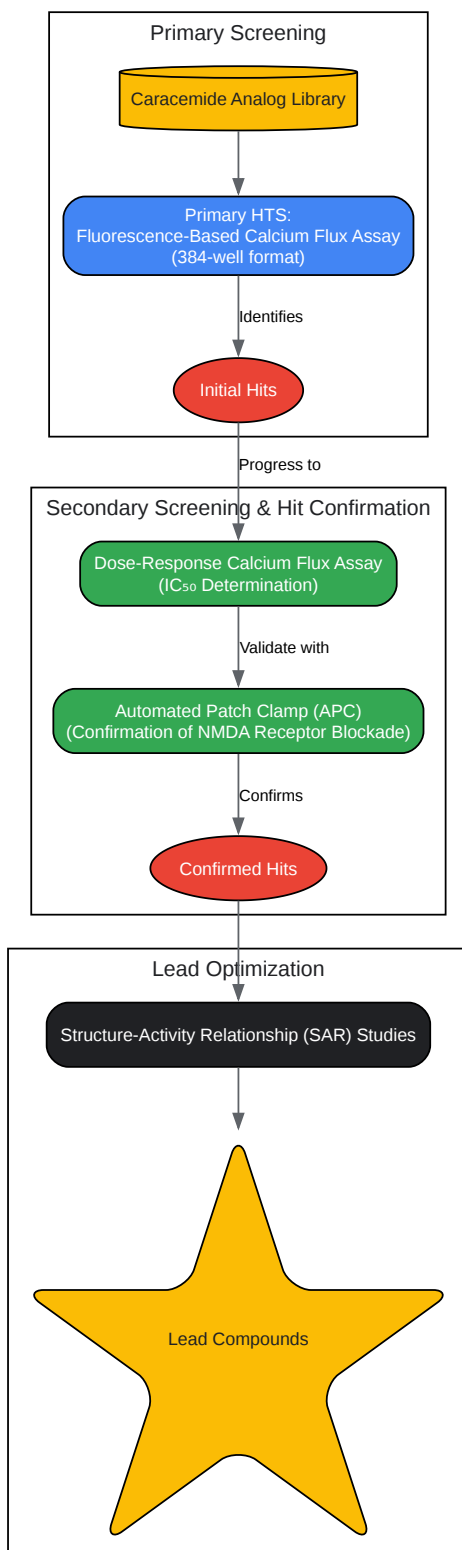 Primary Screening
Caracemide Analog Library
Primary HTS:
Fluorescence-Based Calcium Flux Assay
(384-well format)
Identifies
Initial Hits
Progress to
Secondary Screening & Hit Confirmation
Dose-Response Calcium Flux Assay
(IC₅₀ Determination)
Validate with
Automated Patch Clamp (APC)
(Confirmation of NMDA Receptor Blockade)
Confirms
Confirmed Hits
Lead Optimization
Structure-Activity Relationship (SAR) Studies
Lead Compounds